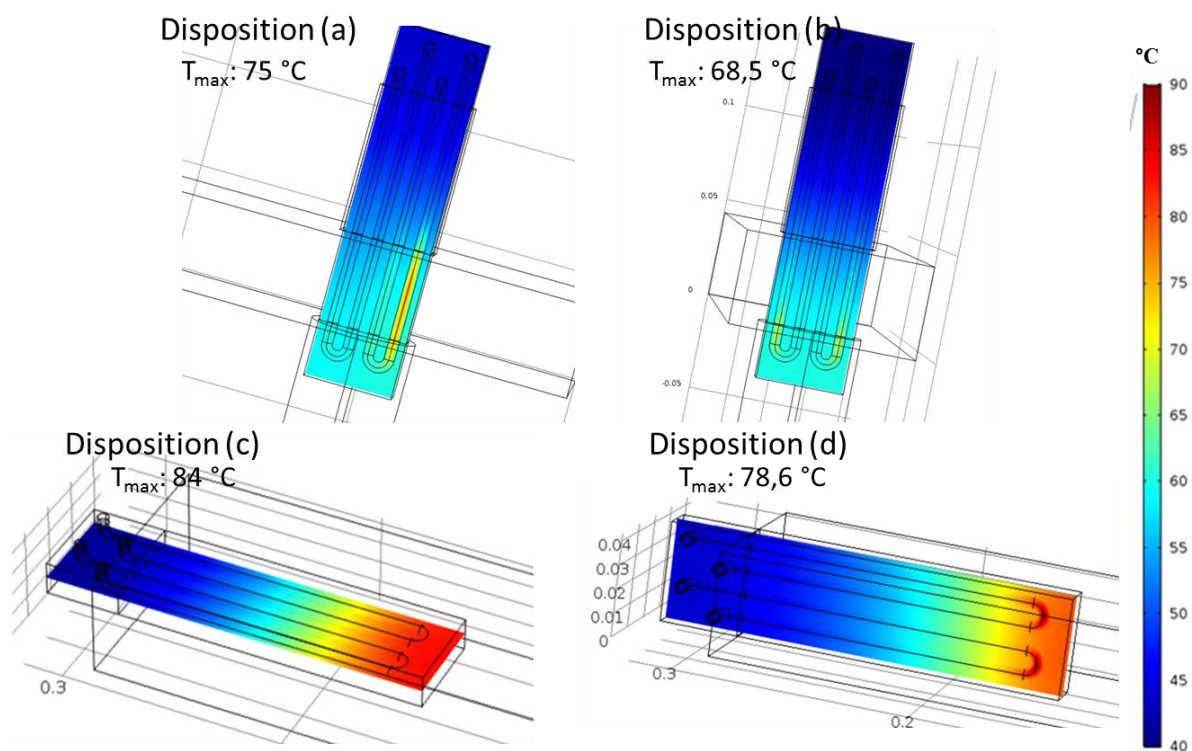 Disposition (a)
Tmax: 75 °C
Disposition (b)
Tmax: 68,5 °C
°C
90
85
80
75
70
65
60
55
50
45
40
0.1
0.05
0
-0.05
Disposition (c)
Tmax: 84 °C
0.3
Disposition (d)
Tmax: 78,6 °C
0.04
0.03
0.02
0.01
0
0.3
0.2